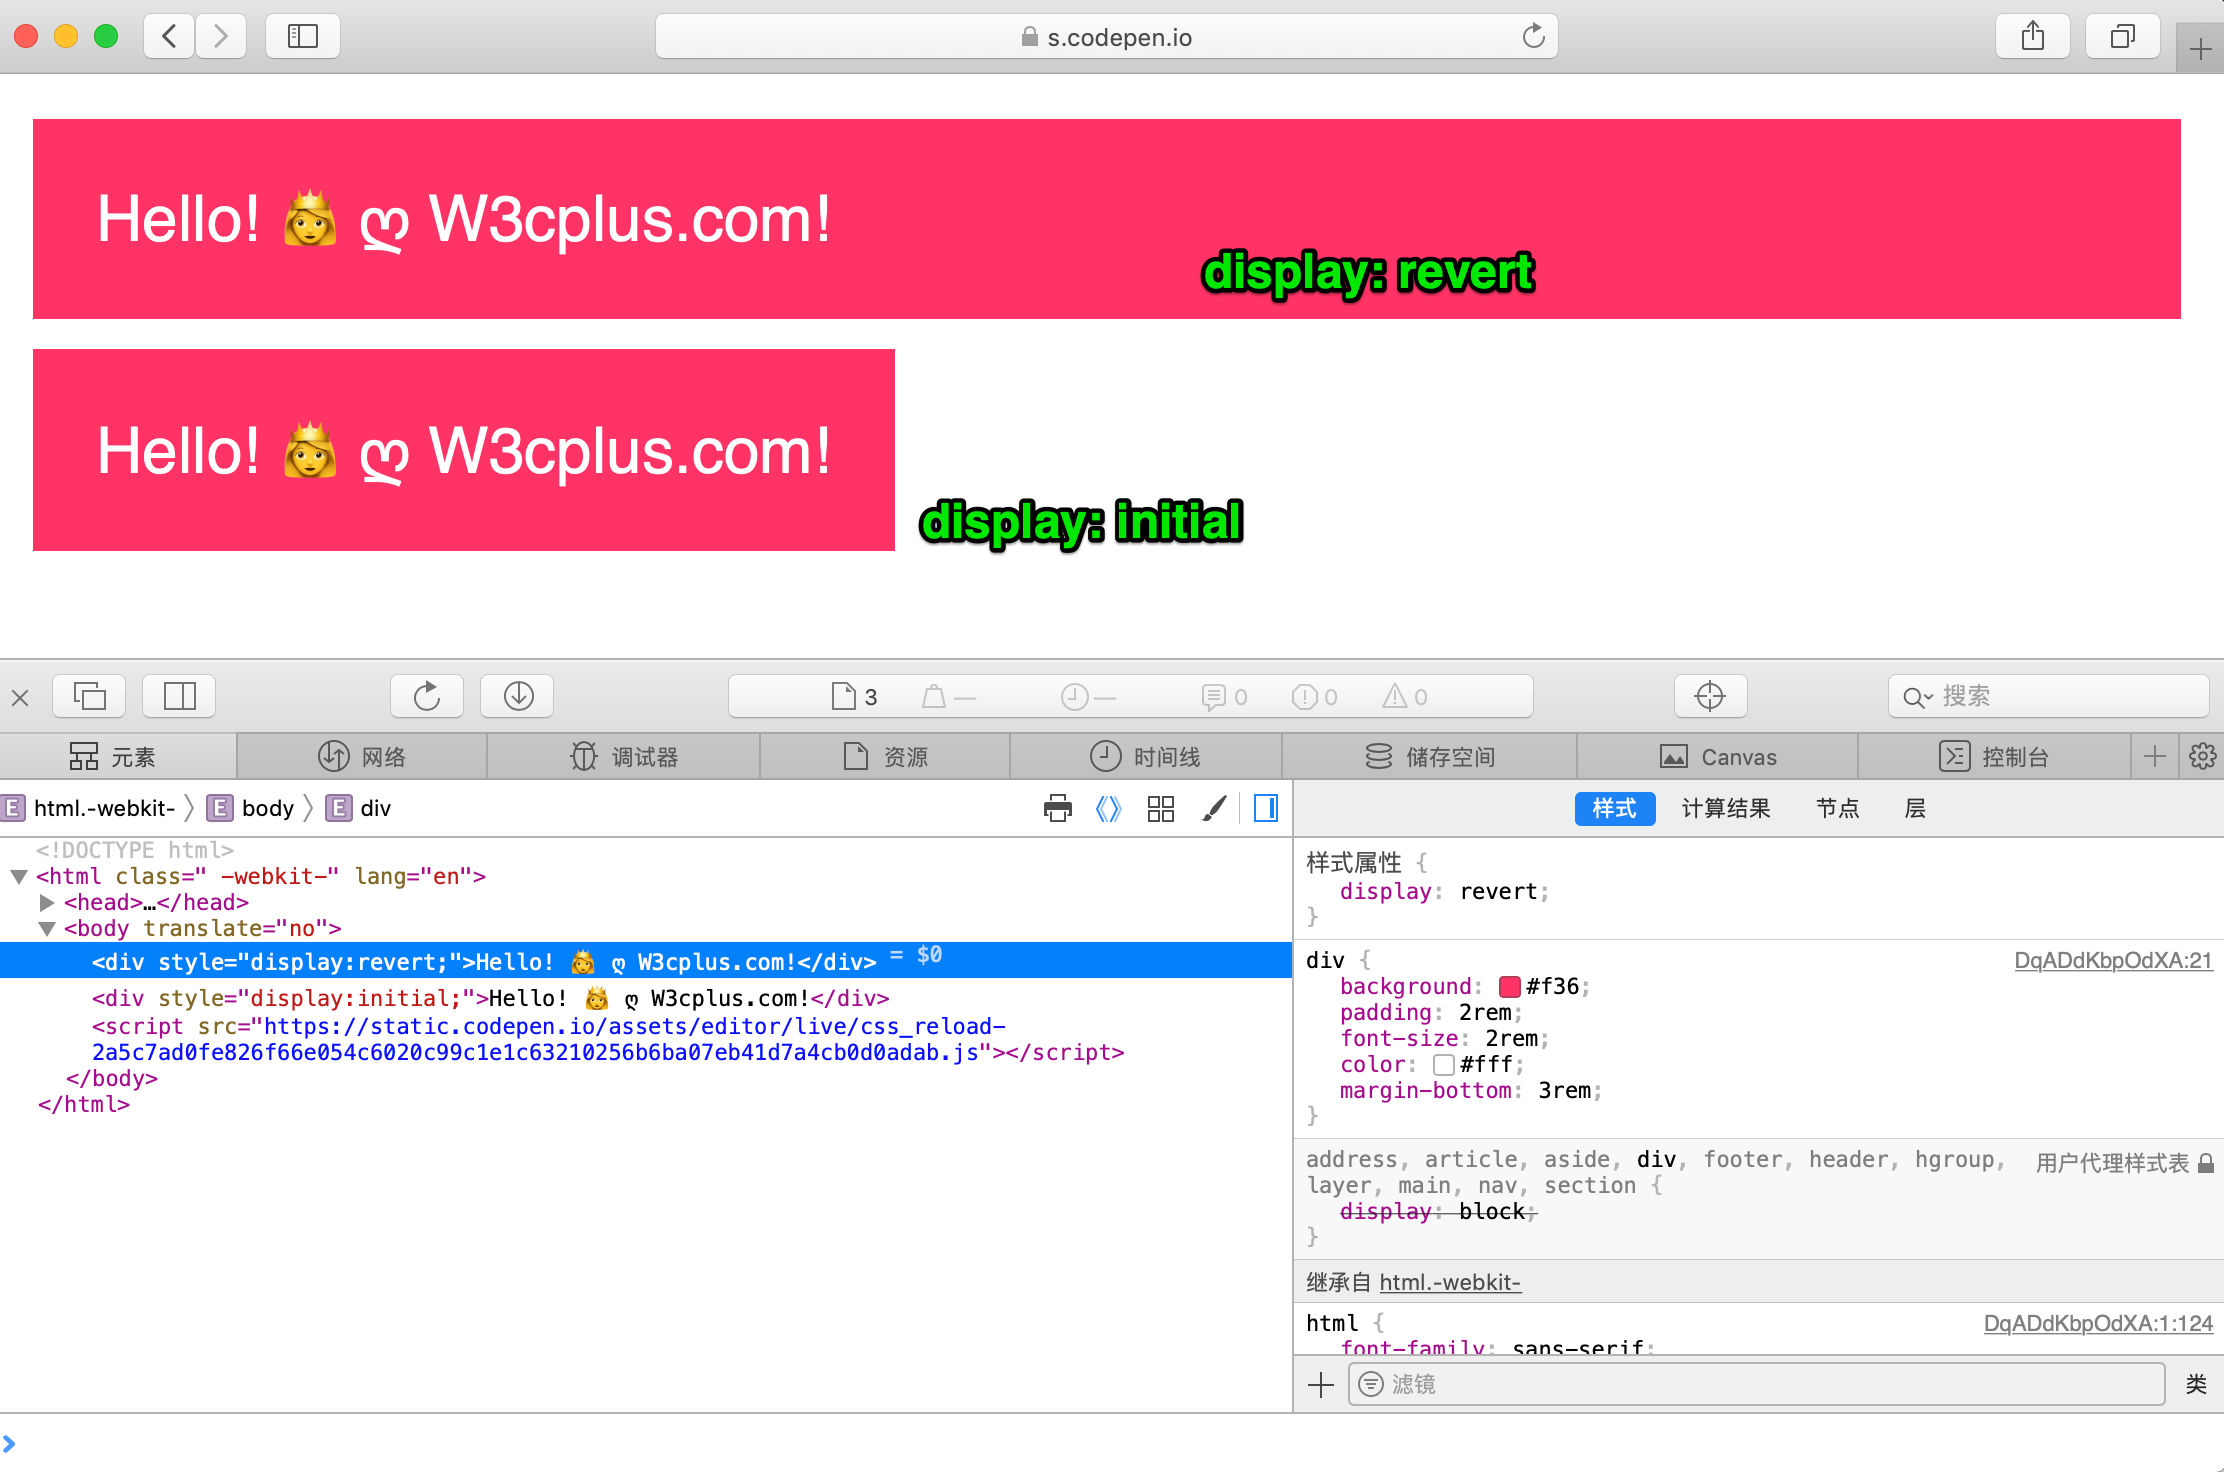 s.codepen.io
Hello! 👸 ღ W3cplus.com!
display: revert
Hello! 👸 ღ W3cplus.com!
display: initial
3 — — 0 0 0 搜索
元素 网络 调试器 资源 时间线 储存空间 Canvas 控制台
E html.-webkit- E body E div
样式 计算结果 节点 层
<!DOCTYPE html>
<html class=" -webkit-" lang="en">
<head>…</head>
<body translate="no">
<div style="display:revert;">Hello! 👸 ღ W3cplus.com!</div> = $0
<div style="display:initial;">Hello! 👸 ღ W3cplus.com!</div>
<script src="https://static.codepen.io/assets/editor/live/css_reload-
2a5c7ad0fe826f66e054c6020c99c1e1c63210256b6ba07eb41d7a4cb0d0adab.js"></script>
</body>
</html>
样式属性 {
display: revert;
}
div { DqADdKbpOdXA:21
background: #f36;
padding: 2rem;
font-size: 2rem;
color: #fff;
margin-bottom: 3rem;
}
address, article, aside, div, footer, header, hgroup, 用户代理样式表
layer, main, nav, section {
display: block;
}
继承自 html.-webkit-
html { DqADdKbpOdXA:1:124
font-family: sans-serif;
滤镜 类